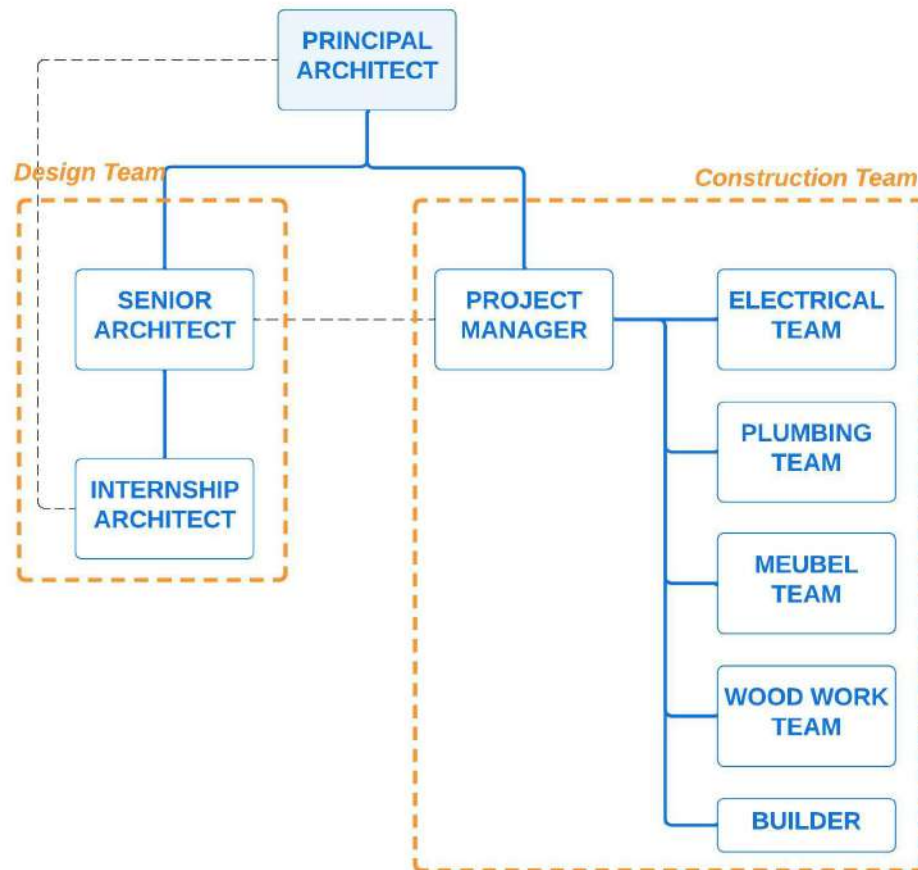 PRINCIPAL
ARCHITECT
Design Team
Construction Team
SENIOR
ARCHITECT
PROJECT
MANAGER
ELECTRICAL
TEAM
PLUMBING
TEAM
INTERNSHIP
ARCHITECT
MEUBEL
TEAM
WOOD WORK
TEAM
BUILDER